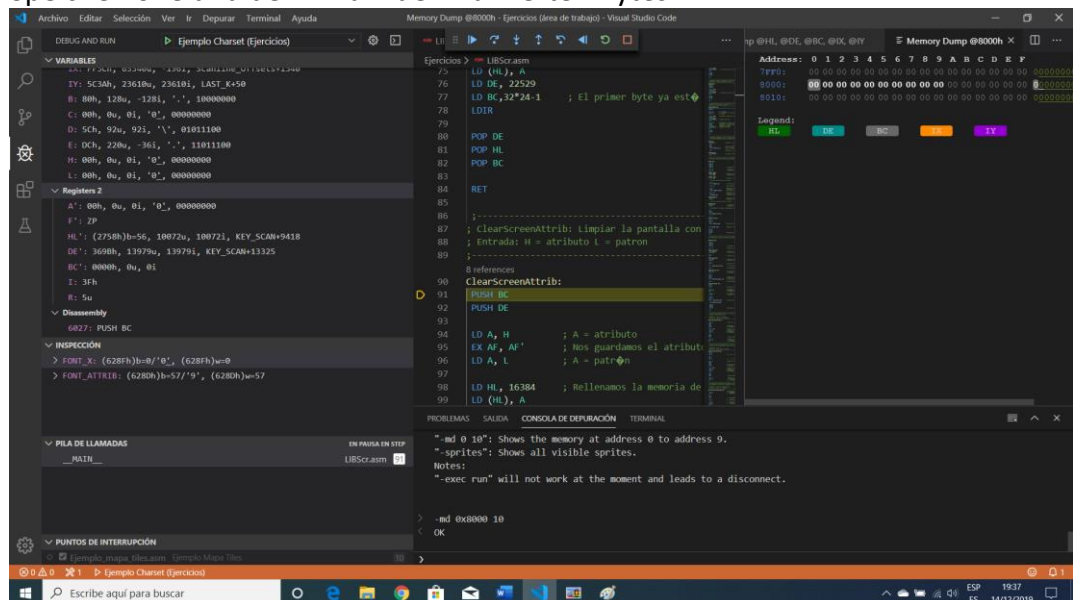 Archivo Editar Selección Ver Ir Depurar Terminal Ayuda
Memory Dump @8000h - Ejercicios (área de trabajo) - Visual Studio Code
DEBUG AND RUN
Ejemplo Charset (Ejercicios)
VARIABLES
IY: 5C3Ah, 23610u, 23610i, LAST_K+50
B: 80h, 128u, -128i, '.', 10000000
C: 00h, 0u, 0i, '0̲', 00000000
D: 5Ch, 92u, 92i, '\', 01011100
E: DCh, 220u, -36i, '.', 11011100
H: 00h, 0u, 0i, '0̲', 00000000
L: 00h, 0u, 0i, '0̲', 00000000
Registers 2
A': 00h, 0u, 0i, '0̲', 00000000
F': ZP
HL': (2758h)b=56, 10072u, 10072i, KEY_SCAN+9418
DE': 369Bh, 13979u, 13979i, KEY_SCAN+13325
BC': 0000h, 0u, 0i
I: 3Fh
R: 5u
Disassembly
6027: PUSH BC
INSPECCIÓN
FONT_X: (628Fh)b=0/'0̲', (628Fh)w=0
FONT_ATTRIB: (628Dh)b=57/'9', (628Dh)w=57
PILA DE LLAMADAS
EN PAUSA EN STEP
__MAIN__
LIBScr.asm 91
PUNTOS DE INTERRUPCIÓN
Ejemplo_mapa_tiles.asm Ejemplo Mapa Tiles 10
Ejercicios > LIBScr.asm
75 LD (HL), A
76 LD DE, 22529
77 LD BC,32*24-1 ; El primer byte ya est�
78 LDIR
79
80 POP DE
81 POP HL
82 POP BC
83
84 RET
85
86 ;-----------------------------------------
87 ; ClearScreenAttrib: Limpiar la pantalla con
88 ; Entrada: H = atributo L = patron
89 ;-----------------------------------------
8 references
90 ClearScreenAttrib:
91 PUSH BC
92 PUSH DE
93
94 LD A, H ; A = atributo
95 EX AF, AF' ; Nos guardamos el atributo
96 LD A, L ; A = patr�n
97
98 LD HL, 16384 ; Rellenamos la memoria de
99 LD (HL), A
@HL, @DE, @BC, @IX, @IY
Memory Dump @8000h
Address: 0 1 2 3 4 5 6 7 8 9 A B C D E F
7FF0: 00 00 00 00 00 00 00 00 00 00 00 00 00 00 00 00
8000: 00 00 00 00 00 00 00 00 00 00 00 00 00 00 00 00
8010: 00 00 00 00 00 00 00 00 00 00 00 00 00 00 00 00
Legend:
HL DE BC IX IY
PROBLEMAS SALIDA CONSOLA DE DEPURACIÓN TERMINAL
"-md 0 10": Shows the memory at address 0 to address 9.
"-sprites": Shows all visible sprites.
Notes:
"-exec run" will not work at the moment and leads to a disconnect.
-md 0x8000 10
OK
0 0 1 Ejemplo Charset (Ejercicios)
1
Escribe aquí para buscar
ESP
19:37
ES
14/12/2019